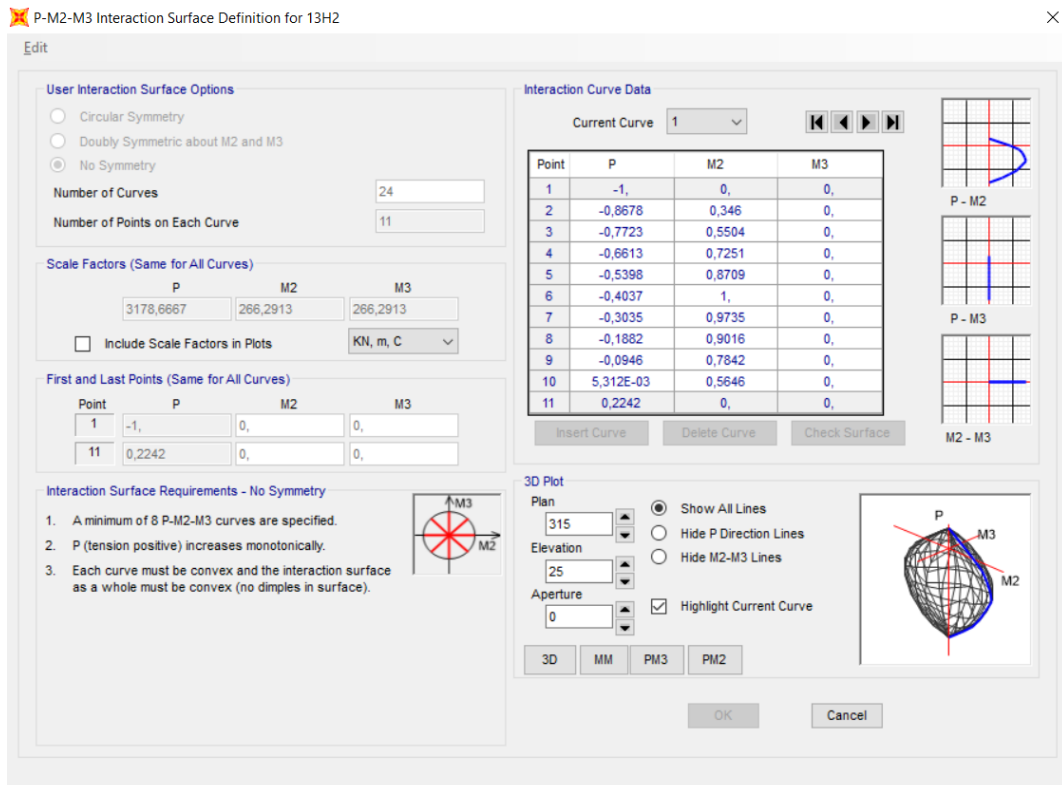 P-M2-M3 Interaction Surface Definition for 13H2
Edit
User Interaction Surface Options
Circular Symmetry
Doubly Symmetric about M2 and M3
No Symmetry
Number of Curves 24
Number of Points on Each Curve 11
Scale Factors (Same for All Curves)
P M2 M3
3178,6667 266,2913 266,2913
Include Scale Factors in Plots KN, m, C
First and Last Points (Same for All Curves)
Point P M2 M3
1 -1, 0, 0,
11 0,2242 0, 0,
Interaction Surface Requirements - No Symmetry
1. A minimum of 8 P-M2-M3 curves are specified.
2. P (tension positive) increases monotonically.
3. Each curve must be convex and the interaction surface
as a whole must be convex (no dimples in surface).
M3
M2
Interaction Curve Data
Current Curve 1
Point P M2 M3
1 -1, 0, 0,
2 -0,8678 0,346 0,
3 -0,7723 0,5504 0,
4 -0,6613 0,7251 0,
5 -0,5398 0,8709 0,
6 -0,4037 1, 0,
7 -0,3035 0,9735 0,
8 -0,1882 0,9016 0,
9 -0,0946 0,7842 0,
10 5,312E-03 0,5646 0,
11 0,2242 0, 0,
Insert Curve Delete Curve Check Surface
P - M2
P - M3
M2 - M3
3D Plot
Plan
315
Elevation
25
Aperture
0
Show All Lines
Hide P Direction Lines
Hide M2-M3 Lines
Highlight Current Curve
3D MM PM3 PM2
P
M3
M2
OK Cancel